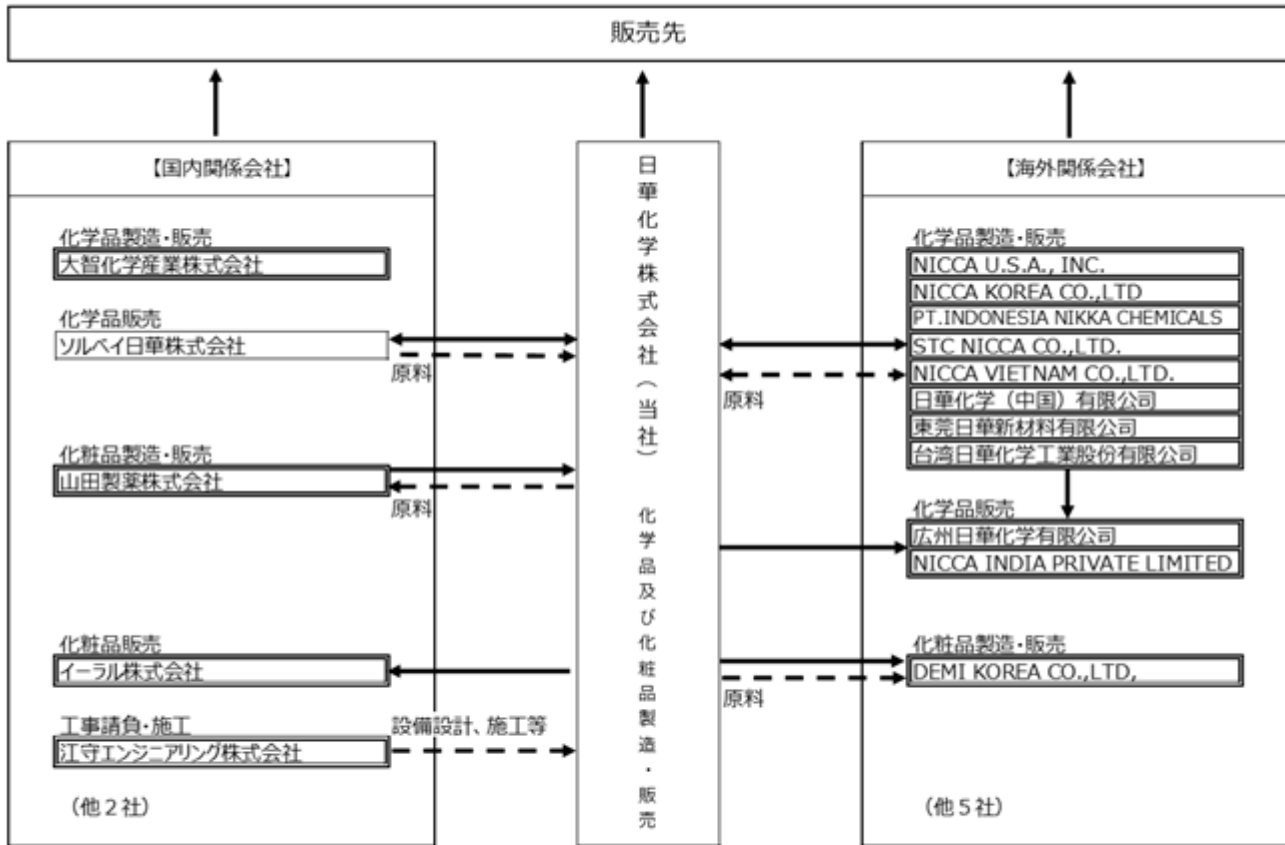 販売先
【国内関係会社】
化学品製造・販売
大智化学産業株式会社
化学品販売
ソルベイ日華株式会社
原料
化粧品製造・販売
山田製薬株式会社
原料
化粧品販売
イーラル株式会社
工事請負・施工
設備設計、施工等
江守エンジニアリング株式会社
(他2社)
日華化学株式会社(当社) 化学品及び化粧品製造・販売
【海外関係会社】
化学品製造・販売
NICCA U.S.A., INC.
NICCA KOREA CO.,LTD
PT.INDONESIA NIKKA CHEMICALS
STC NICCA CO.,LTD.
NICCA VIETNAM CO.,LTD.
原料
日華化学(中国)有限公司
東莞日華新材料有限公司
台湾日華化学工業股份有限公司
化学品販売
広州日華化学有限公司
NICCA INDIA PRIVATE LIMITED
化粧品製造・販売
DEMI KOREA CO.,LTD,
原料
(他5社)